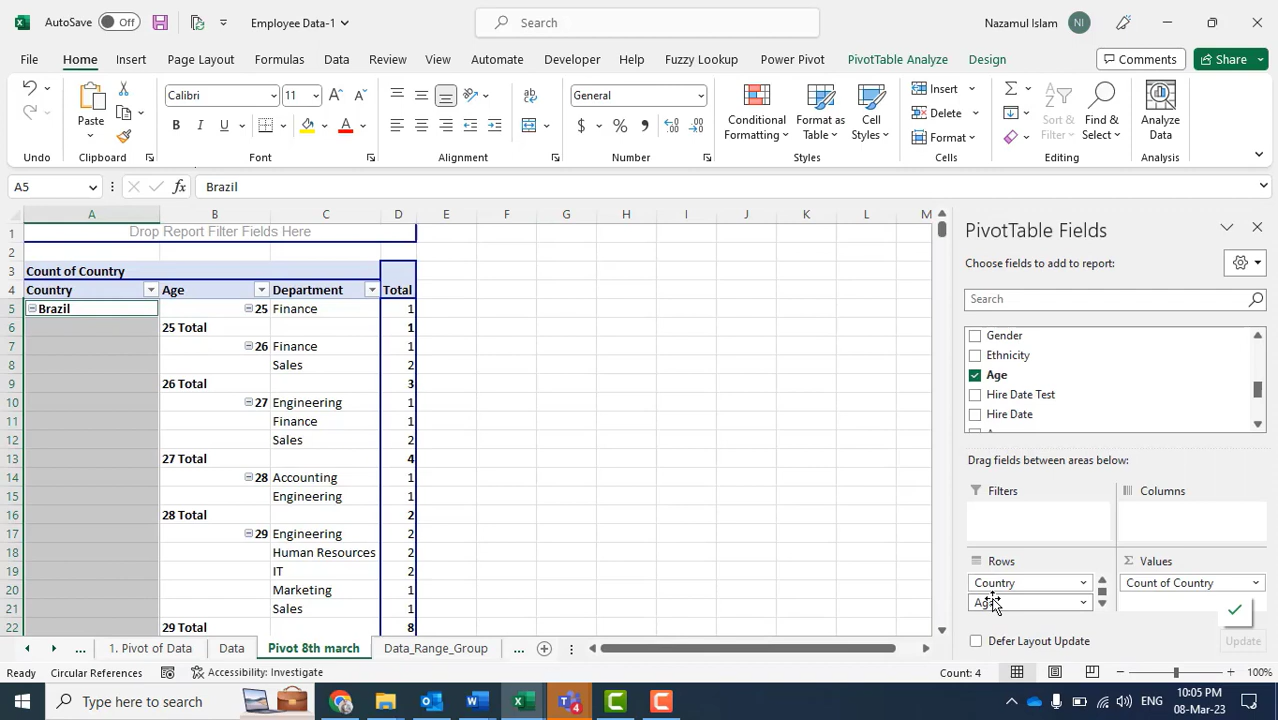 AutoSave Off Employee Data-1 Search Nazamul Islam NI
File Home Insert Page Layout Formulas Data Review View Automate Developer Help Fuzzy Lookup Power Pivot PivotTable Analyze Design Comments Share
Calibri 11 General Insert Delete Format
Paste B I U A $ % Conditional Formatting Format as Table Cell Styles Sort & Filter Find & Select Analyze Data
Undo Clipboard Font Alignment Number Styles Cells Editing Analysis
A5 Brazil
A B C D E F G H I J K L M
1 Drop Report Filter Fields Here
2
3 Count of Country
4 Country Age Department Total
5 Brazil 25 Finance 1
6 25 Total 1
7 26 Finance 1
8 Sales 2
9 26 Total 3
10 27 Engineering 1
11 Finance 1
12 Sales 2
13 27 Total 4
14 28 Accounting 1
15 Engineering 1
16 28 Total 2
17 29 Engineering 2
18 Human Resources 2
19 IT 2
20 Marketing 1
21 Sales 1
22 29 Total 8
PivotTable Fields
Choose fields to add to report:
Search
Gender
Ethnicity
Age
Hire Date Test
Hire Date
Drag fields between areas below:
Filters Columns
Rows Values
Country Count of Country
Age
Defer Layout Update Update
... 1. Pivot of Data Data Pivot 8th march Data_Range_Group ...
Circular References Accessibility: Investigate Count: 4 100%
Type here to search 4 ENG 10:05 PM
08-Mar-23